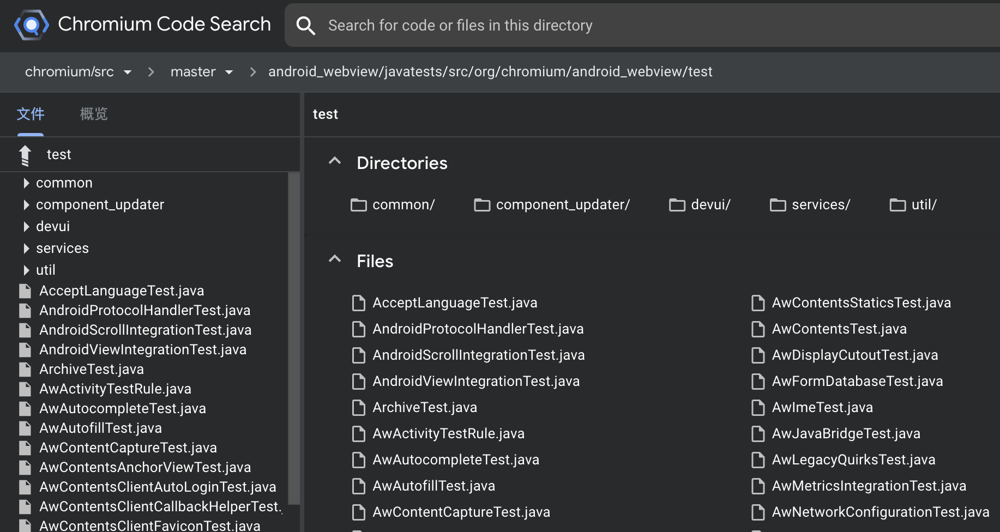 Chromium Code Search
Search for code or files in this directory
chromium/src
master
android_webview/javatests/src/org/chromium/android_webview/test
文件
概览
test
common
component_updater
devui
services
util
AcceptLanguageTest.java
AndroidProtocolHandlerTest.java
AndroidScrollIntegrationTest.java
AndroidViewIntegrationTest.java
ArchiveTest.java
AwActivityTestRule.java
AwAutocompleteTest.java
AwAutofillTest.java
AwContentCaptureTest.java
AwContentsAnchorViewTest.java
AwContentsClientAutoLoginTest.java
AwContentsClientCallbackHelperTest.
AwContentsClientFaviconTest.java
test
Directories
common/
component_updater/
devui/
services/
util/
Files
AcceptLanguageTest.java
AndroidProtocolHandlerTest.java
AndroidScrollIntegrationTest.java
AndroidViewIntegrationTest.java
ArchiveTest.java
AwActivityTestRule.java
AwAutocompleteTest.java
AwAutofillTest.java
AwContentCaptureTest.java
AwContentsStaticsTest.java
AwContentsTest.java
AwDisplayCutoutTest.java
AwFormDatabaseTest.java
AwImeTest.java
AwJavaBridgeTest.java
AwLegacyQuirksTest.java
AwMetricsIntegrationTest.java
AwNetworkConfigurationTest.java